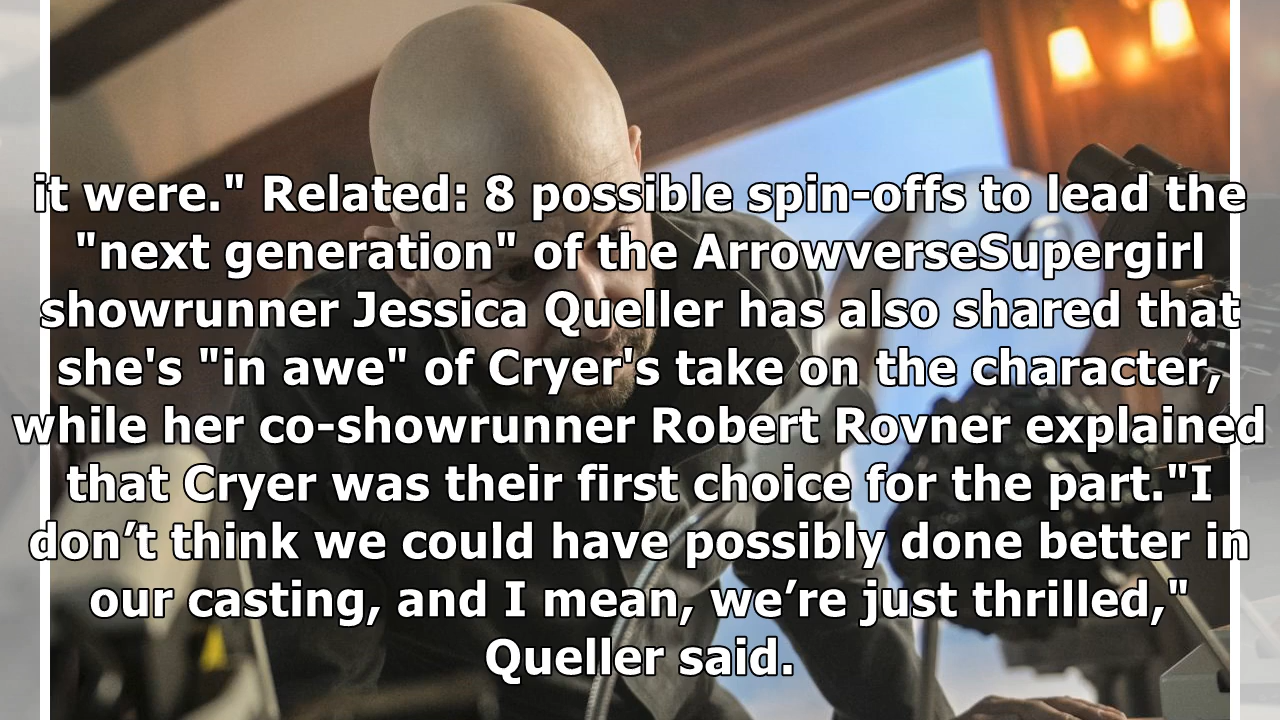 it were." Related: 8 possible spin-offs to lead the
"next generation" of the ArrowverseSupergirl
showrunner Jessica Queller has also shared that
she's "in awe" of Cryer's take on the character,
while her co-showrunner Robert Rovner explained
that Cryer was their first choice for the part."I
don’t think we could have possibly done better in
our casting, and I mean, we’re just thrilled,"
Queller said.